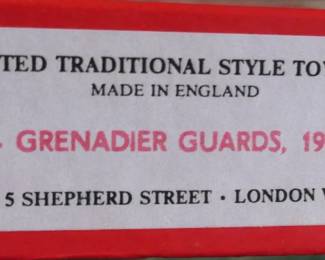 TED TRADITIONAL STYLE TO
MADE IN ENGLAND
GRENADIER GUARDS, 19
5 SHEPHERD STREET · LONDON